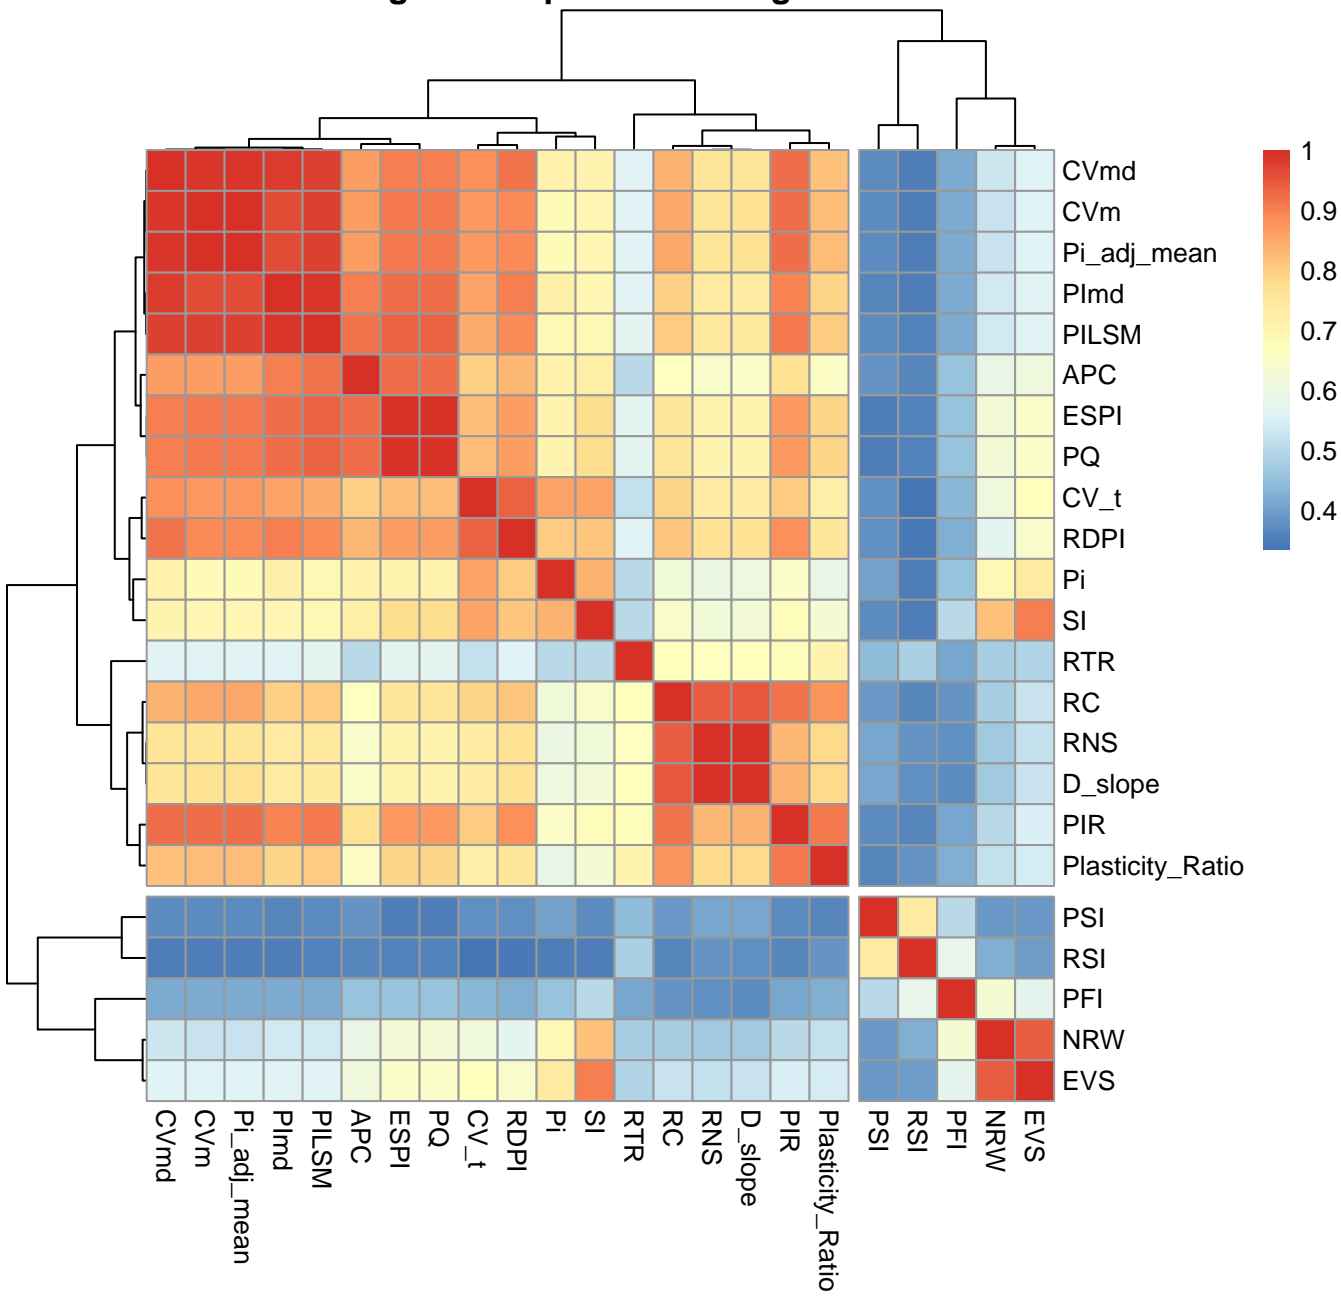 1
0.9
0.8
0.7
0.6
0.5
0.4
CVmd
CVm
Pi_adj_mean
PImd
PILSM
APC
ESPI
PQ
CV_t
RDPI
Pi
SI
RTR
RC
RNS
D_slope
PIR
Plasticity_Ratio
PSI
RSI
PFI
NRW
EVS
CVmd
CVm
Pi_adj_mean
PImd
PILSM
APC
ESPI
PQ
CV_t
RDPI
Pi
SI
RTR
RC
RNS
D_slope
PIR
Plasticity_Ratio
PSI
RSI
PFI
NRW
EVS